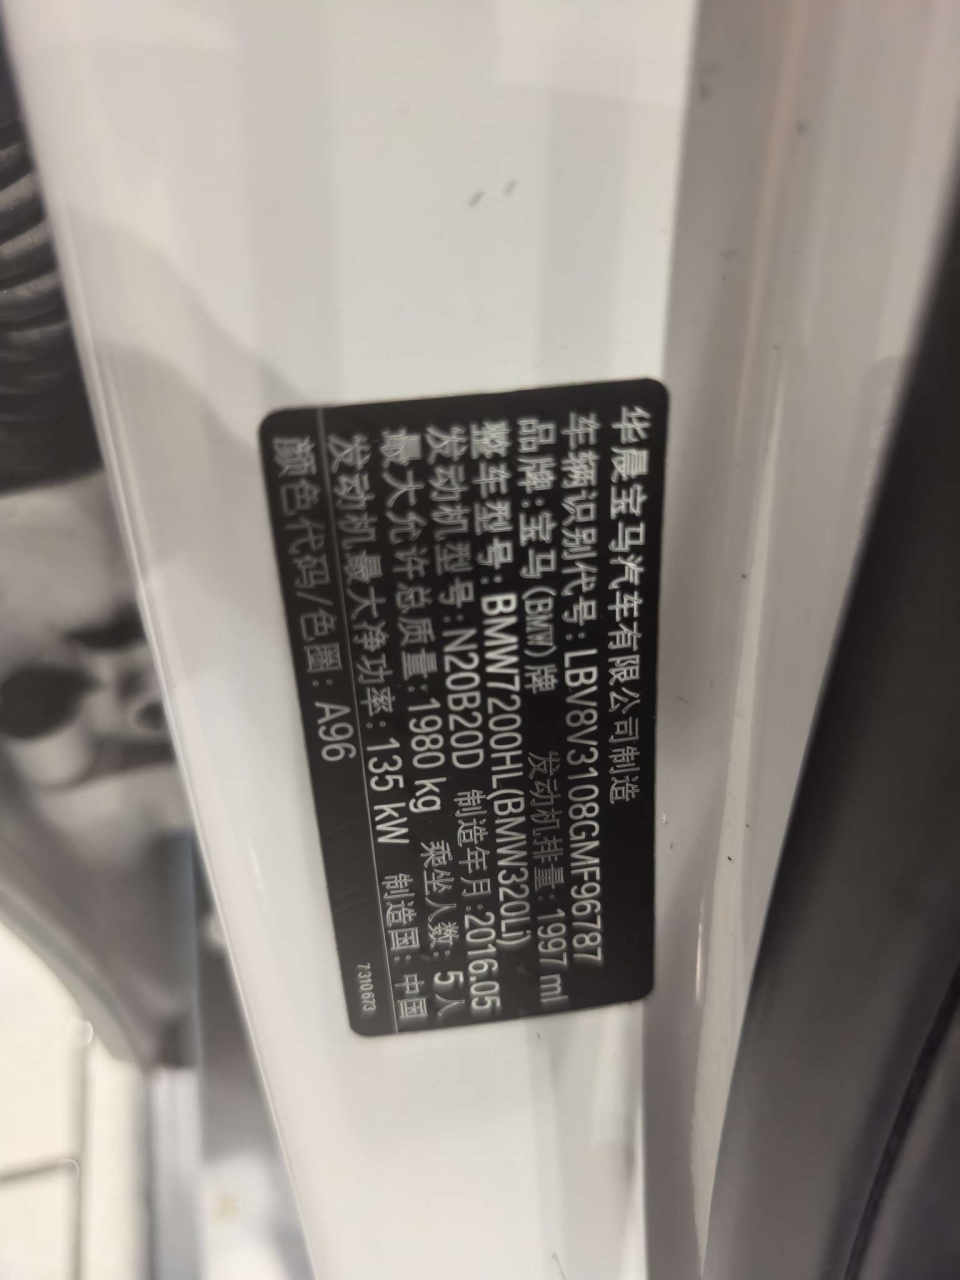 华晨宝马汽车有限公司制造
车辆识别代号：LBV8V3108GMF96787
品牌：宝马(BMW)牌 发动机排量：1997 ml
整车型号：BMW7200HL(BMW320Li)
发动机型号：N20B20D 制造年月：2016.05
最大允许总质量：1980 kg 乘坐人数：5人
发动机最大净功率：135 kW 制造国：中国
颜色代码/色圈：A96
7310673